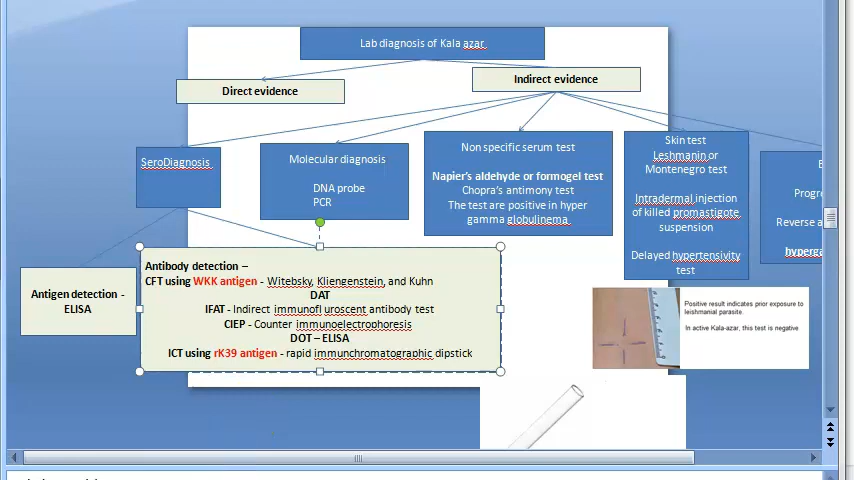 Lab diagnosis of Kala azar
Direct evidence
Indirect evidence
SeroDiagnosis
Molecular diagnosis
DNA probe
PCR
Non specific serum test
Napier's aldehyde or formogel test
Chopra's antimony test
The test are positive in hyper
gamma globulinema
Skin test
Leshmanin or
Montenegro test
Intradermal injection
of killed promastigote
suspension
Delayed hypertensivity
test
Progre
Reverse a
hyperga
Antigen detection -
ELISA
Antibody detection –
CFT using WKK antigen - Witebsky, Kliengenstein, and Kuhn
DAT
IFAT - Indirect immunofluroscent antibody test
CIEP - Counter immunoelectrophoresis
DOT – ELISA
ICT using rK39 antigen - rapid immunchromatographic dipstick
Positive result indicates prior exposure to
leishmanial parasite.
In active Kala-azar, this test is negative